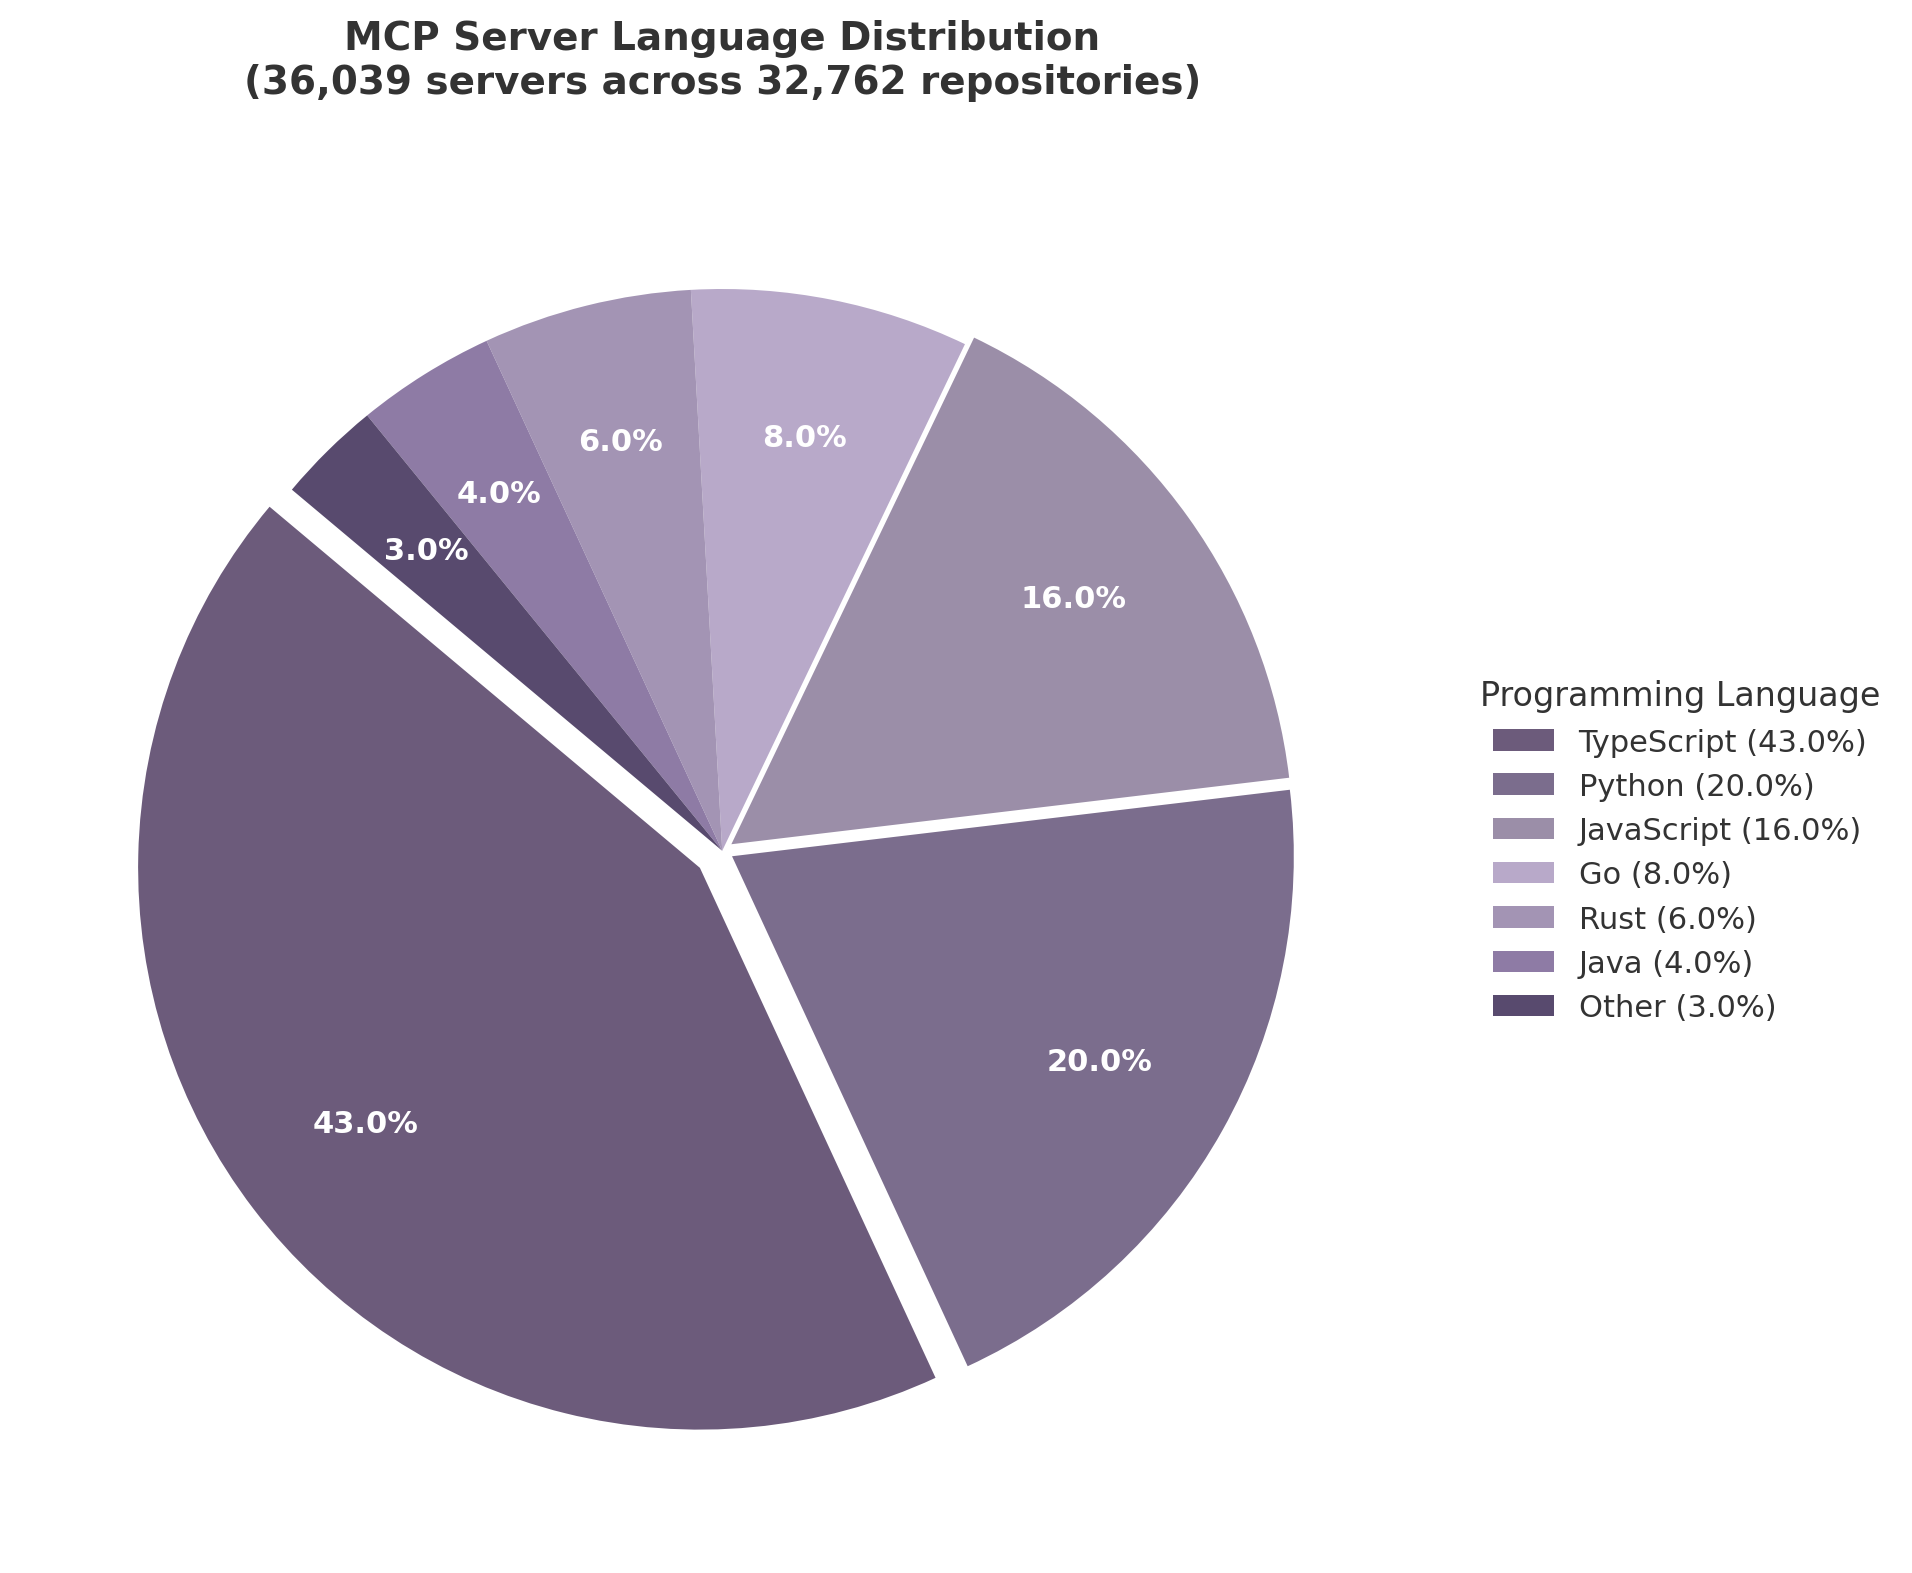 MCP Server Language Distribution
(36,039 servers across 32,762 repositories)
8.0%
6.0%
4.0%
3.0%
16.0%
43.0%
20.0%
Programming Language
TypeScript (43.0%)
Python (20.0%)
JavaScript (16.0%)
Go (8.0%)
Rust (6.0%)
Java (4.0%)
Other (3.0%)